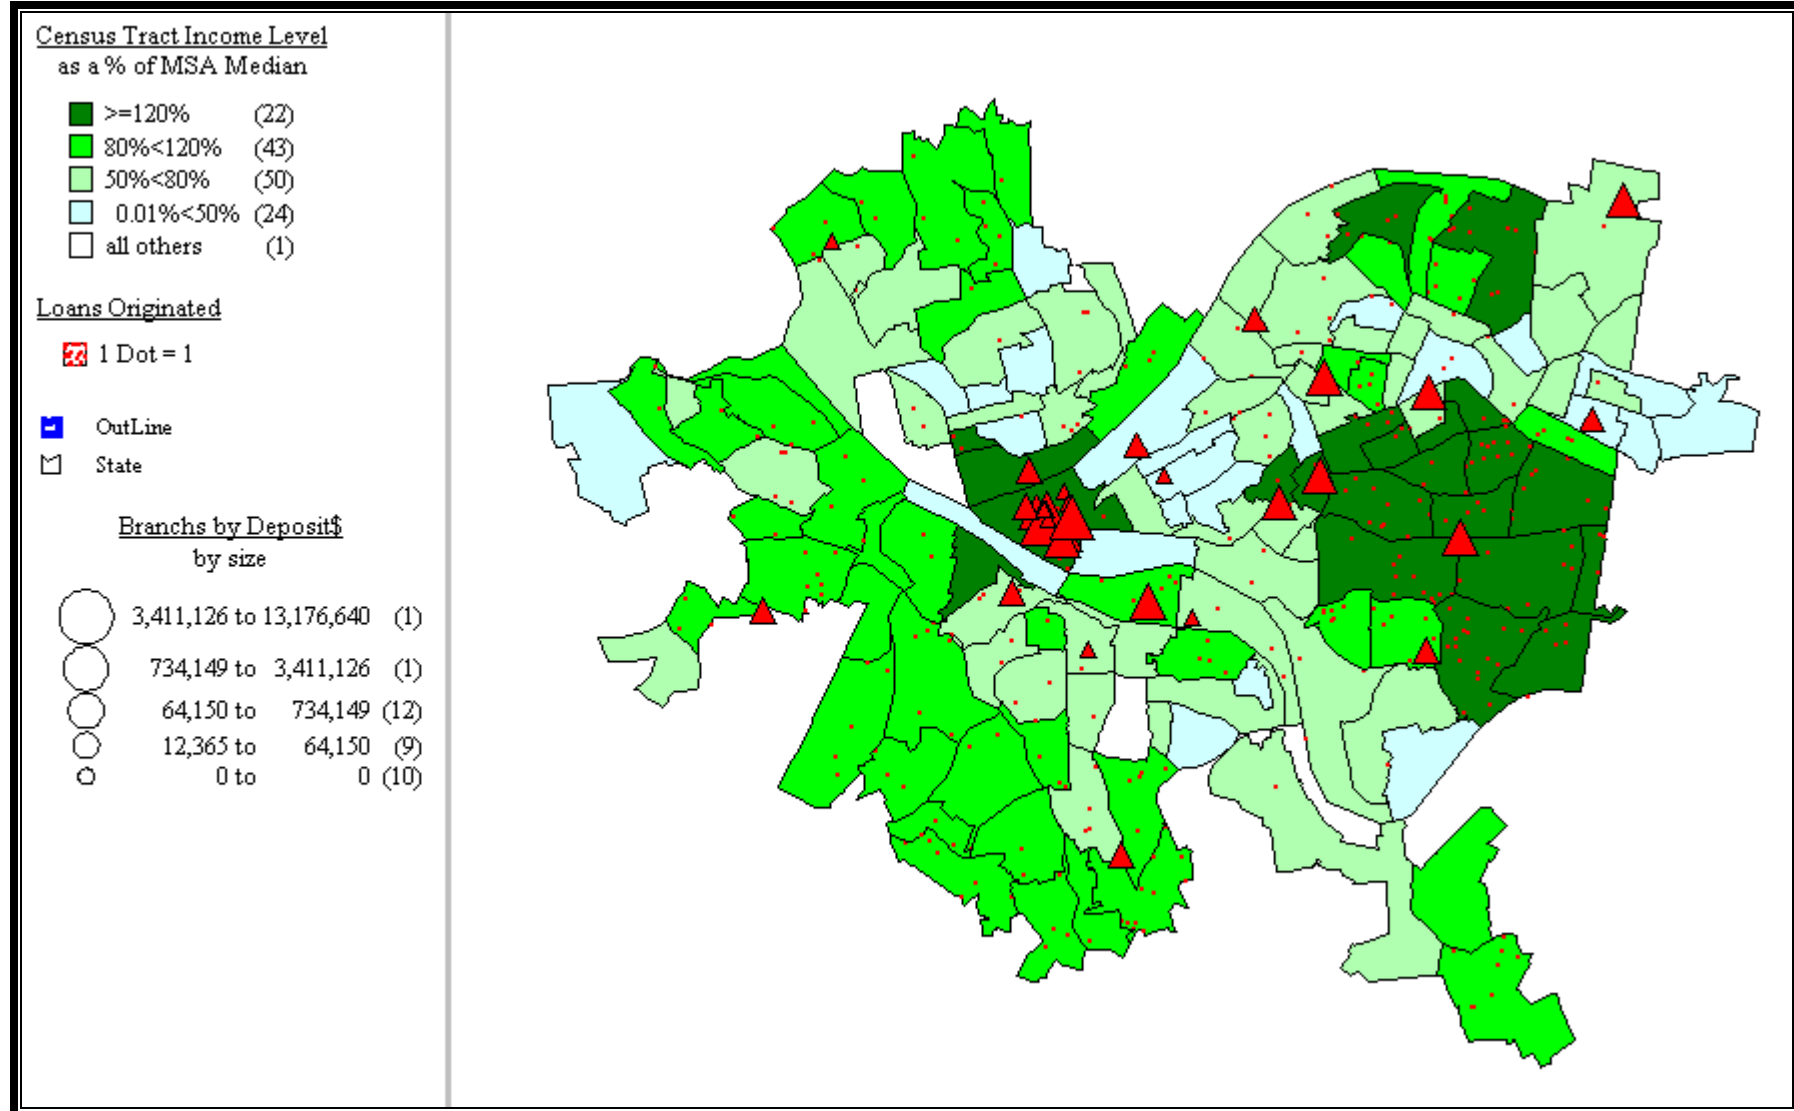 Census Tract Income Level
as a % of MSA Median
>=120% (22)
80%<120% (43)
50%<80% (50)
0.01%<50% (24)
all others (1)
Loans Originated
1 Dot = 1
OutLine
State
Branchs by Deposit$
by size
3,411,126 to 13,176,640 (1)
734,149 to 3,411,126 (1)
64,150 to 734,149 (12)
12,365 to 64,150 (9)
0 to 0 (10)